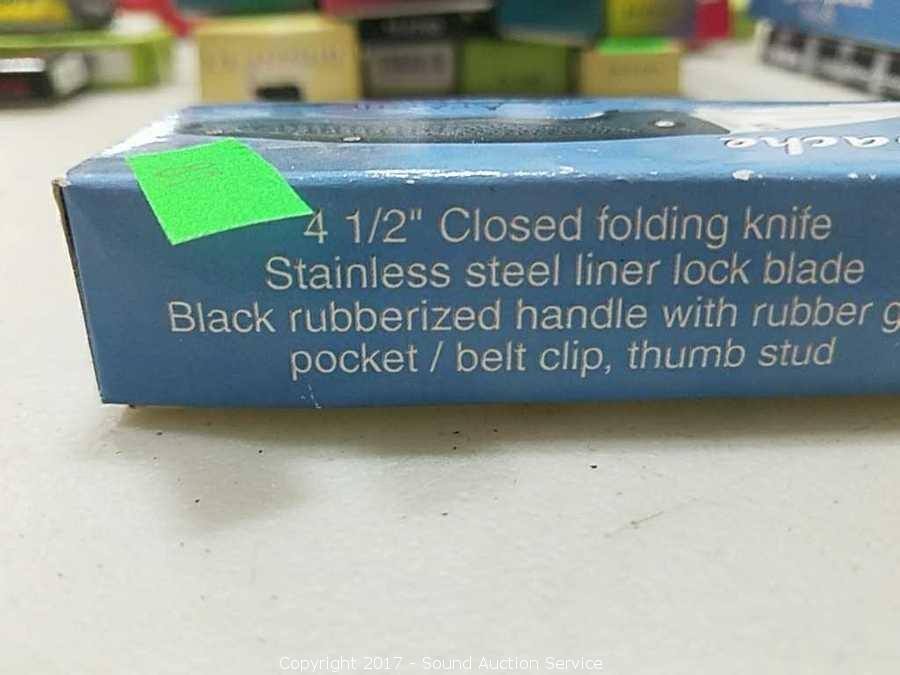 4 1/2" Closed folding knife
Stainless steel liner lock blade
Black rubberized handle with rubber g
pocket / belt clip, thumb stud
Copyright 2017 - Sound Auction Service